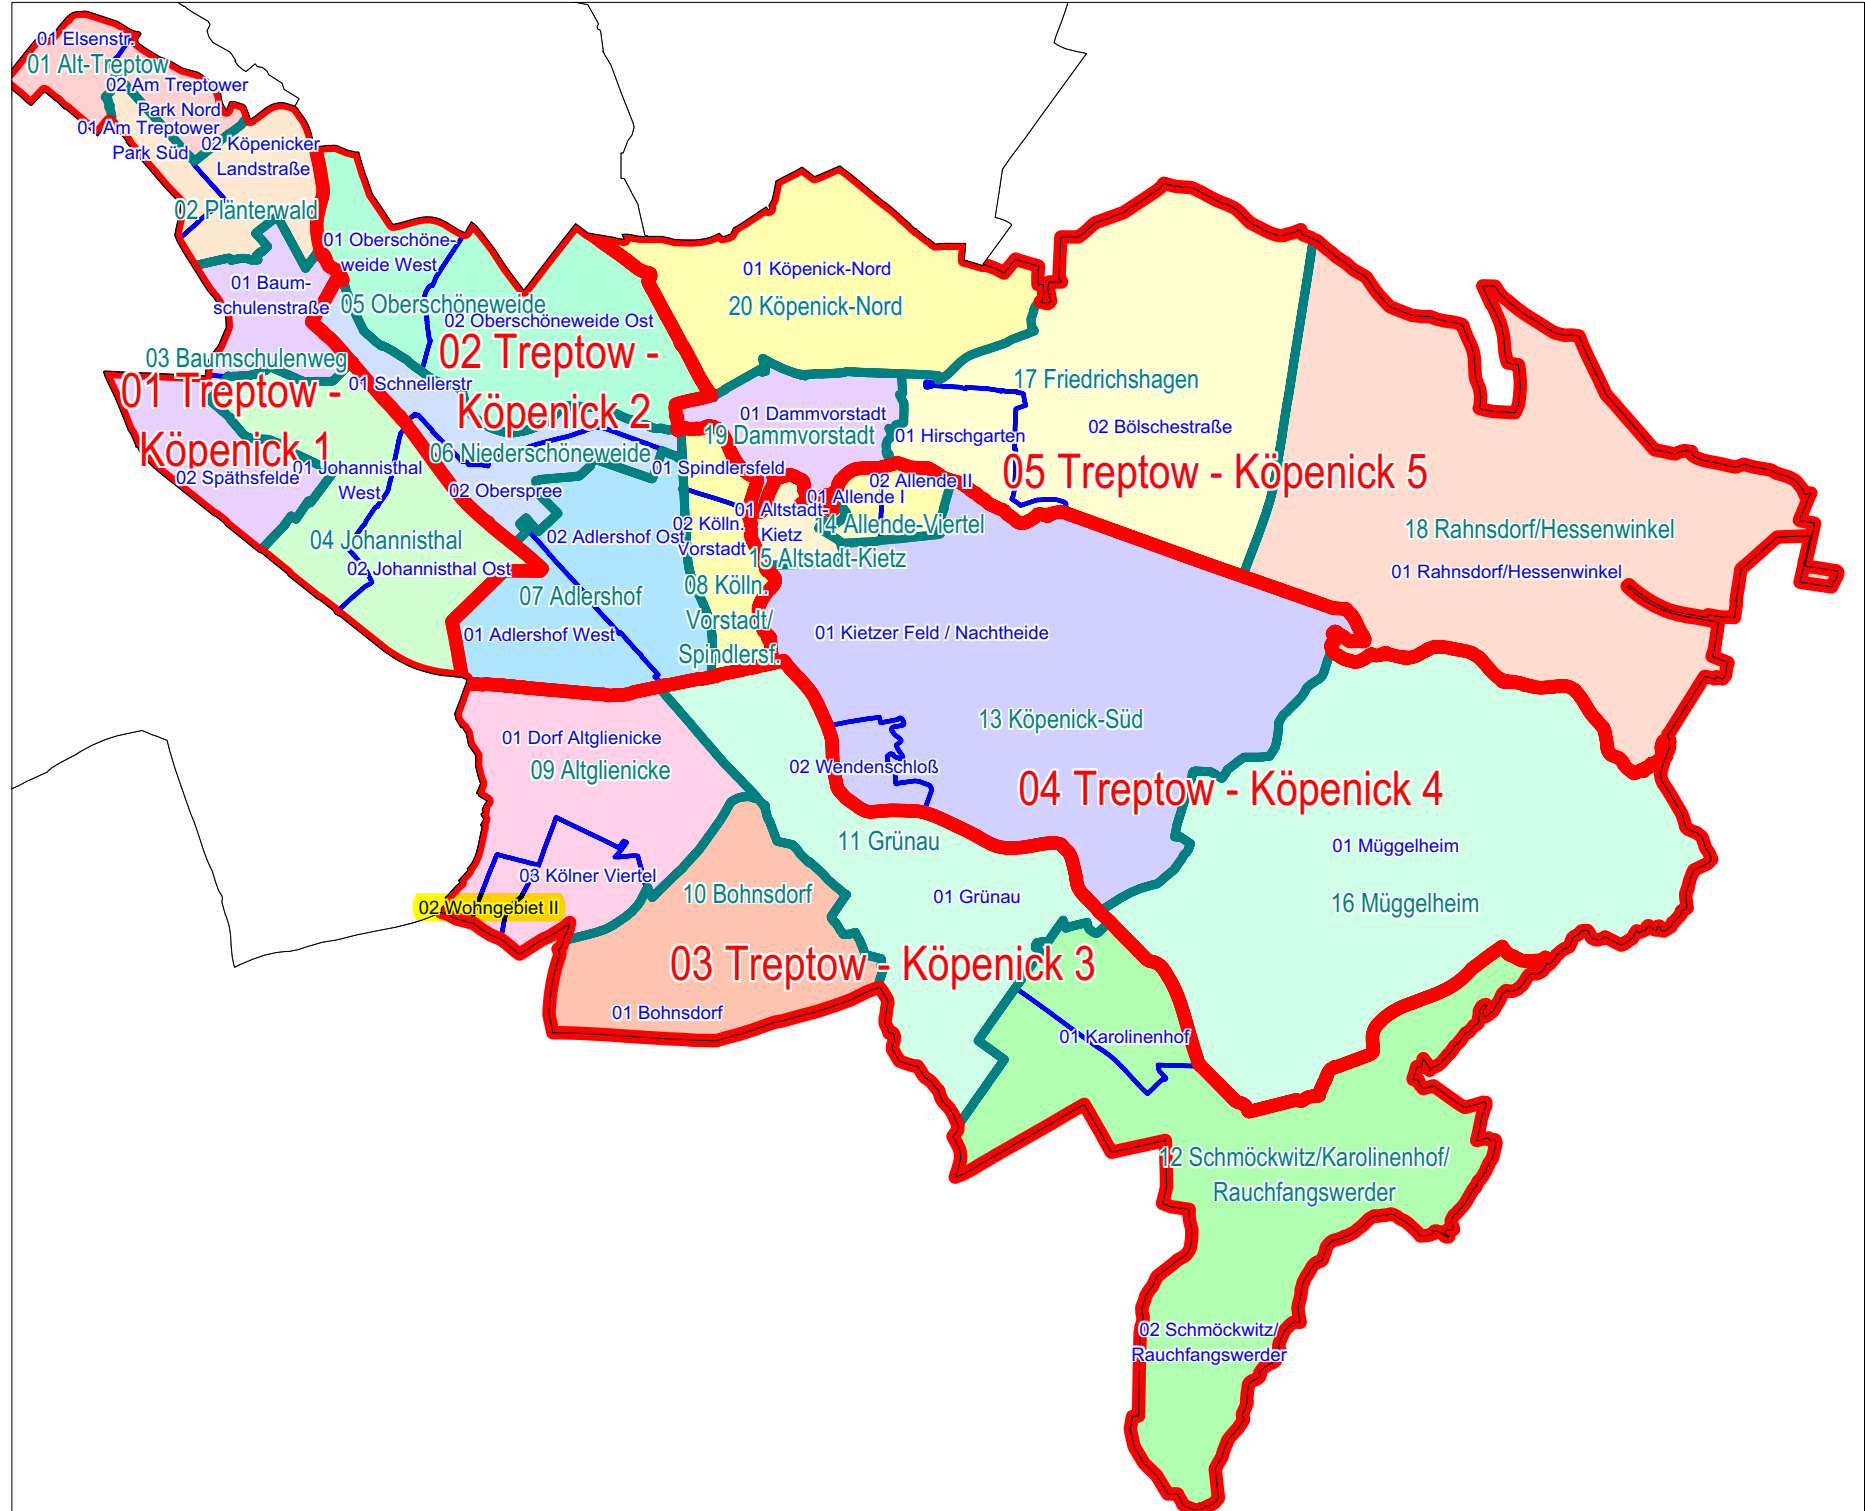 01 Elsenstr.
01 Alt-Treptow
02 Am Treptower
Park Nord
01 Am Treptower
Park Süd
02 Köpenicker
Landstraße
02 Plänterwald
01 Baum-
schulenstraße
03 Baumschulenweg
01 Treptow -
Köpenick 1
02 Späthsfelde
01 Johannisthal
West
04 Johannisthal
02 Johannisthal Ost
01 Oberschöne-
weide West
05 Oberschöneweide
02 Oberschöneweide Ost
02 Treptow -
Köpenick 2
01 Schnellerstr
06 Niederschöneweide
02 Oberspree
02 Adlershof Ost
07 Adlershof
01 Adlershof West
01 Spindlersfeld
02 Kölln.
Vorstadt
08 Kölln.
Vorstadt/
Spindlersf.
01 Köpenick-Nord
20 Köpenick-Nord
01 Dammvorstadt
19 Dammvorstadt
01 Hirschgarten
17 Friedrichshagen
02 Bölschestraße
05 Treptow - Köpenick 5
18 Rahnsdorf/Hessenwinkel
01 Rahnsdorf/Hessenwinkel
02 Allende II
01 Allende I
14 Allende-Viertel
01 Altstadt-
Kietz
15 Altstadt-Kietz
01 Kietzer Feld / Nachtheide
13 Köpenick-Süd
02 Wendenschloß
04 Treptow - Köpenick 4
01 Müggelheim
16 Müggelheim
01 Dorf Altglienicke
09 Altglienicke
03 Kölner Viertel
02 Wohngebiet II
10 Bohnsdorf
01 Bohnsdorf
11 Grünau
01 Grünau
03 Treptow - Köpenick 3
01 Karolinenhof
12 Schmöckwitz/Karolinenhof/
Rauchfangswerder
02 Schmöckwitz/
Rauchfangswerder